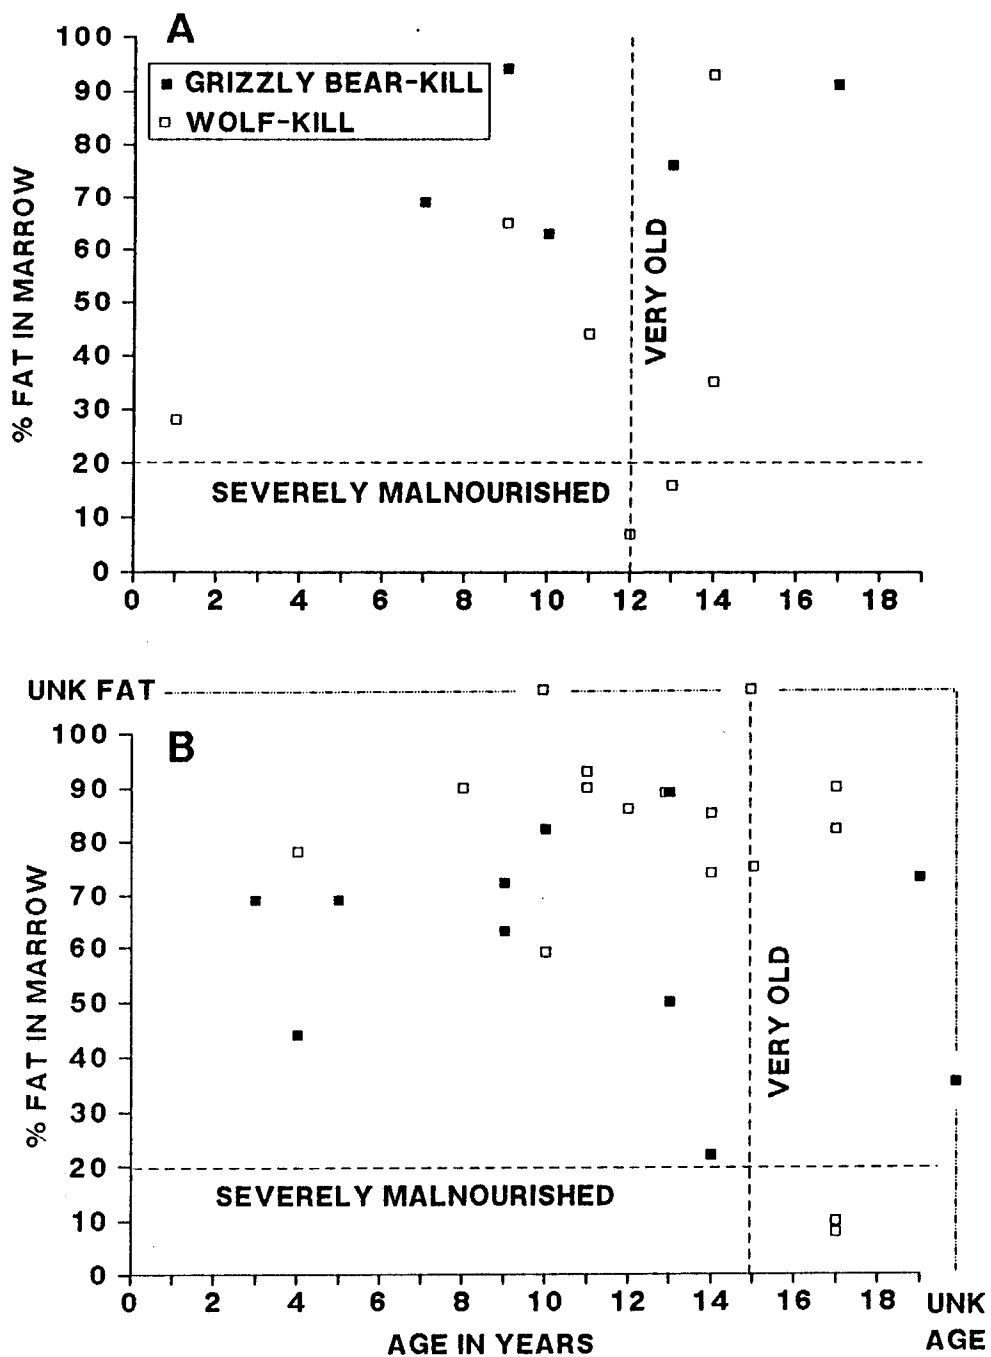 A
100
90
80
70
60
50
40
30
20
10
0
% FAT IN MARROW
GRIZZLY BEAR-KILL
WOLF-KILL
VERY OLD
SEVERELY MALNOURISHED
0 2 4 6 8 10 12 14 16 18
UNK FAT
B
100
90
80
70
60
50
40
30
20
10
0
% FAT IN MARROW
VERY OLD
SEVERELY MALNOURISHED
0 2 4 6 8 10 12 14 16 18 UNK
AGE IN YEARS AGE